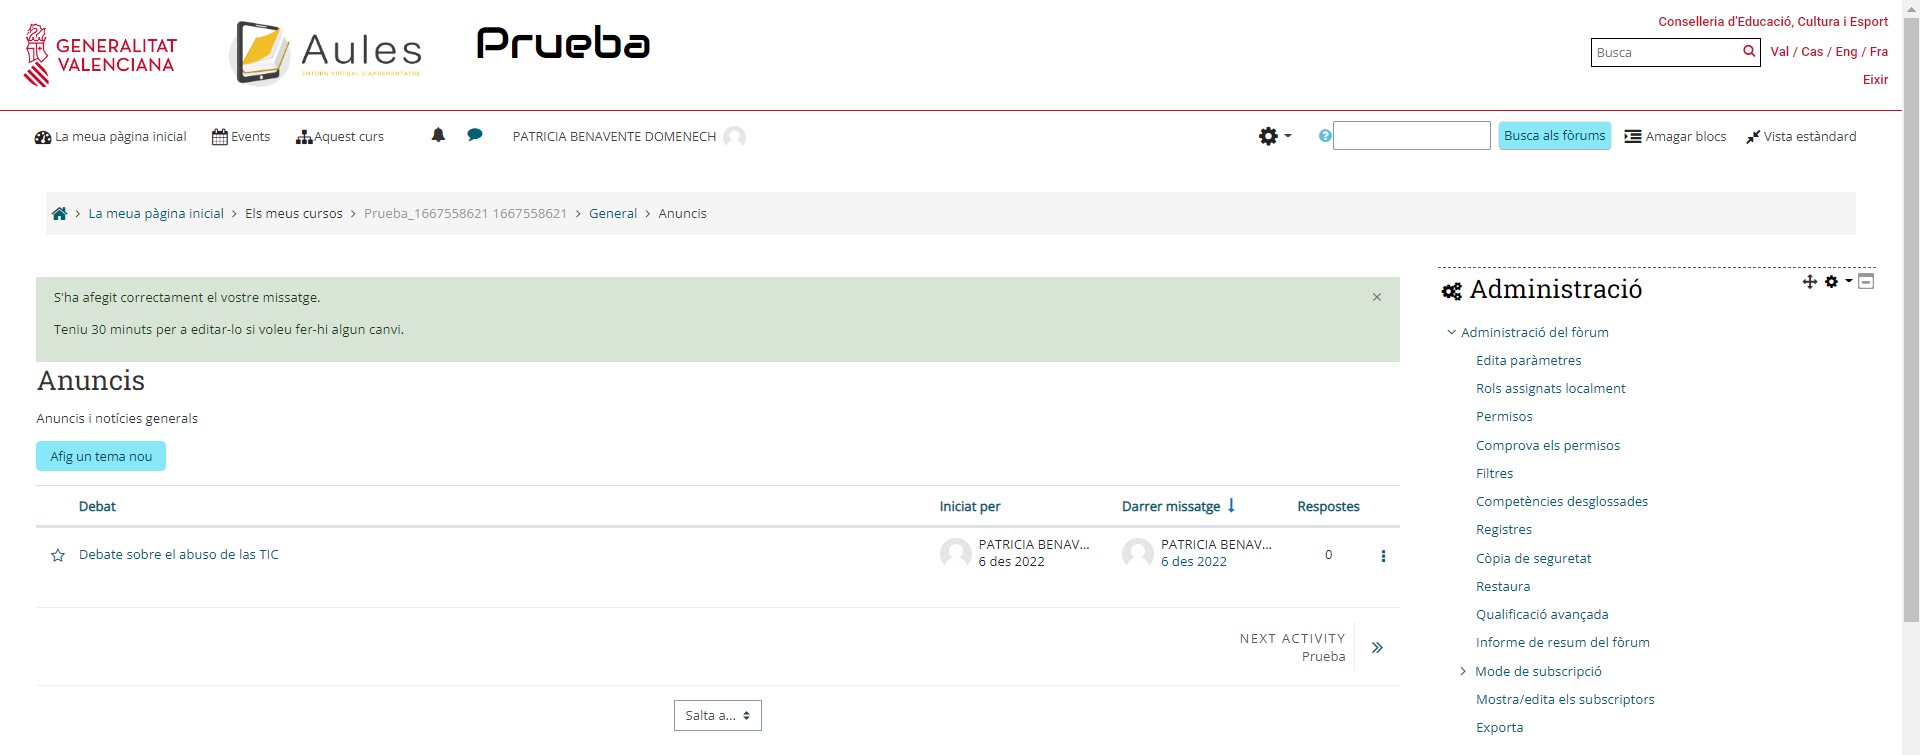 GENERALITAT
VALENCIANA
Aules
ENTORN VIRTUAL D'APRENENTATGE
Prueba
Conselleria d'Educació, Cultura i Esport
Busca
Val / Cas / Eng / Fra
Eixir
La meua pàgina inicial
Events
Aquest curs
PATRICIA BENAVENTE DOMENECH
Busca als fòrums
Amagar blocs
Vista estàndard
La meua pàgina inicial > Els meus cursos > Prueba_1667558621 1667558621 > General > Anuncis
S'ha afegit correctament el vostre missatge.
×
Teniu 30 minuts per a editar-lo si voleu fer-hi algun canvi.
Anuncis
Anuncis i notícies generals
Afig un tema nou
Debat
Iniciat per
Darrer missatge
Respostes
Debate sobre el abuso de las TIC
PATRICIA BENAV...
6 des 2022
PATRICIA BENAV...
6 des 2022
0
NEXT ACTIVITY
Prueba
Salta a...
Administració
Administració del fòrum
Edita paràmetres
Rols assignats localment
Permisos
Comprova els permisos
Filtres
Competències desglossades
Registres
Còpia de seguretat
Restaura
Qualificació avançada
Informe de resum del fòrum
Mode de subscripció
Mostra/edita els subscriptors
Exporta